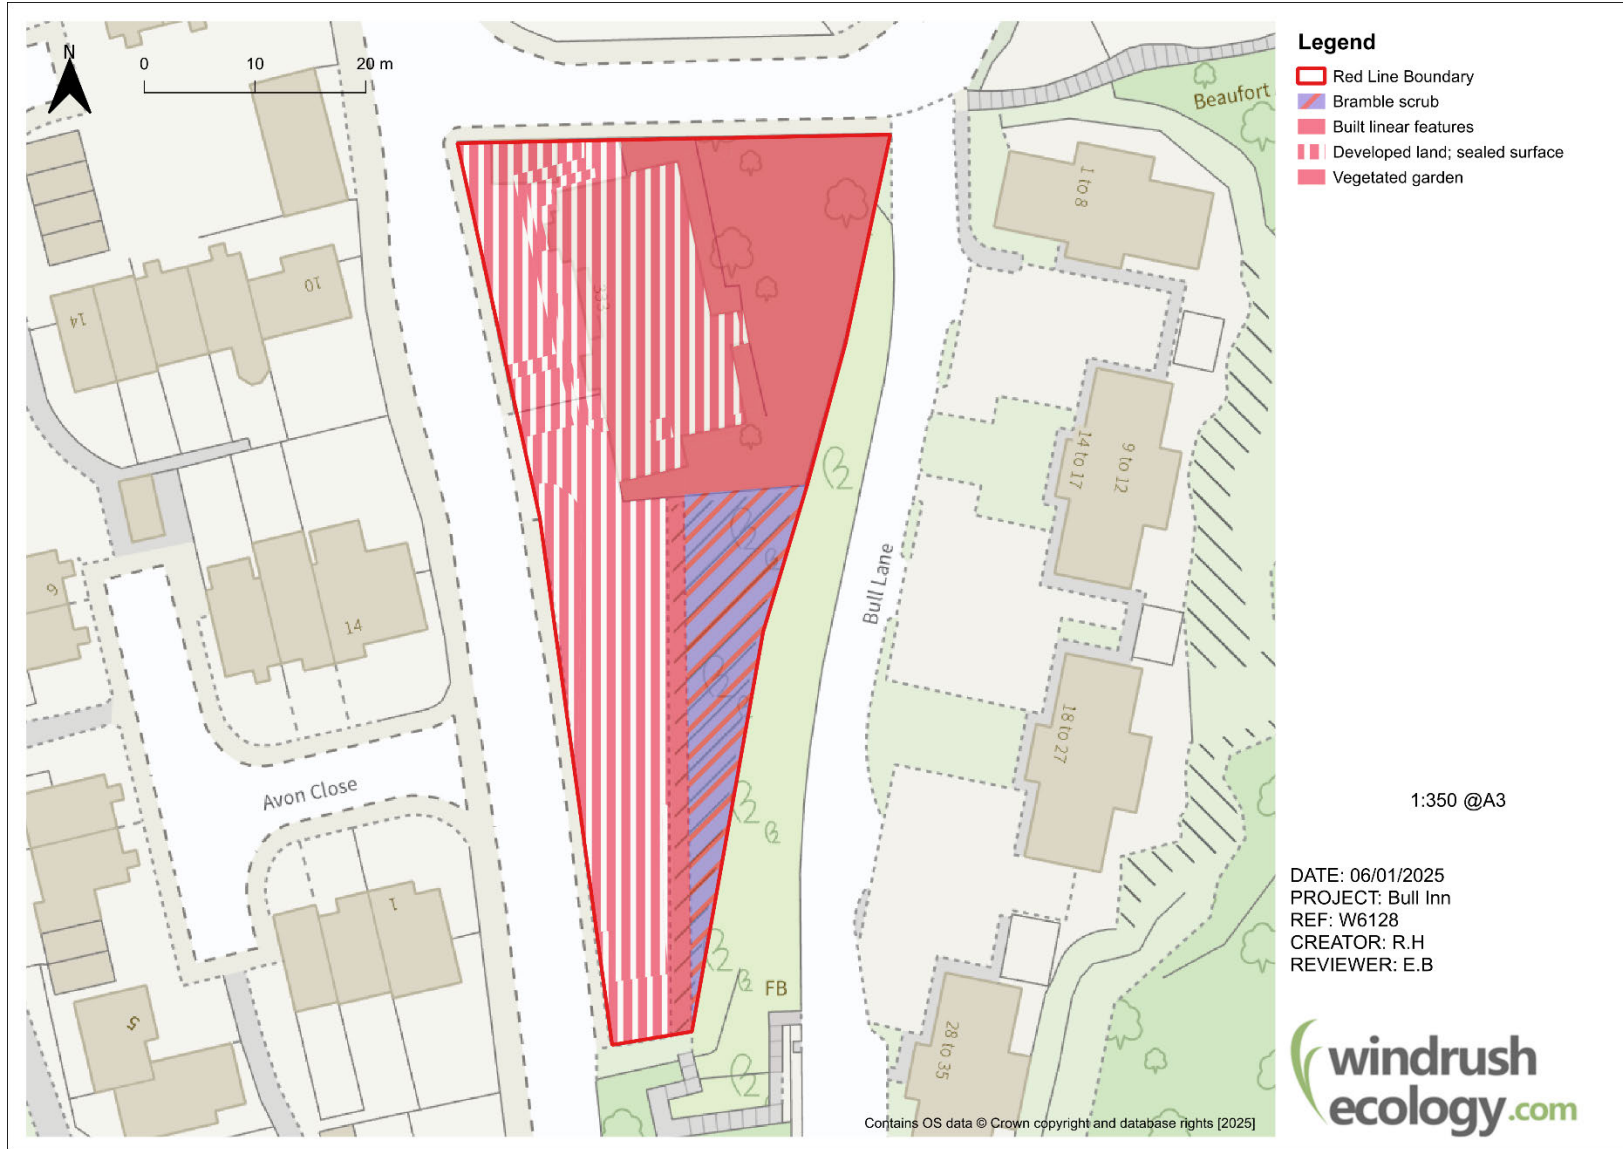 N
0 10 20 m
Beaufort
1 to 8
10
14
333
9 to 12
14 to 17
Bull Lane
9
14
18 to 27
Avon Close
1
FB
5
28 to 35
Contains OS data © Crown copyright and database rights [2025]
Legend
Red Line Boundary
Bramble scrub
Built linear features
Developed land; sealed surface
Vegetated garden
1:350 @A3
DATE: 06/01/2025
PROJECT: Bull Inn
REF: W6128
CREATOR: R.H
REVIEWER: E.B
windrush
ecology.com